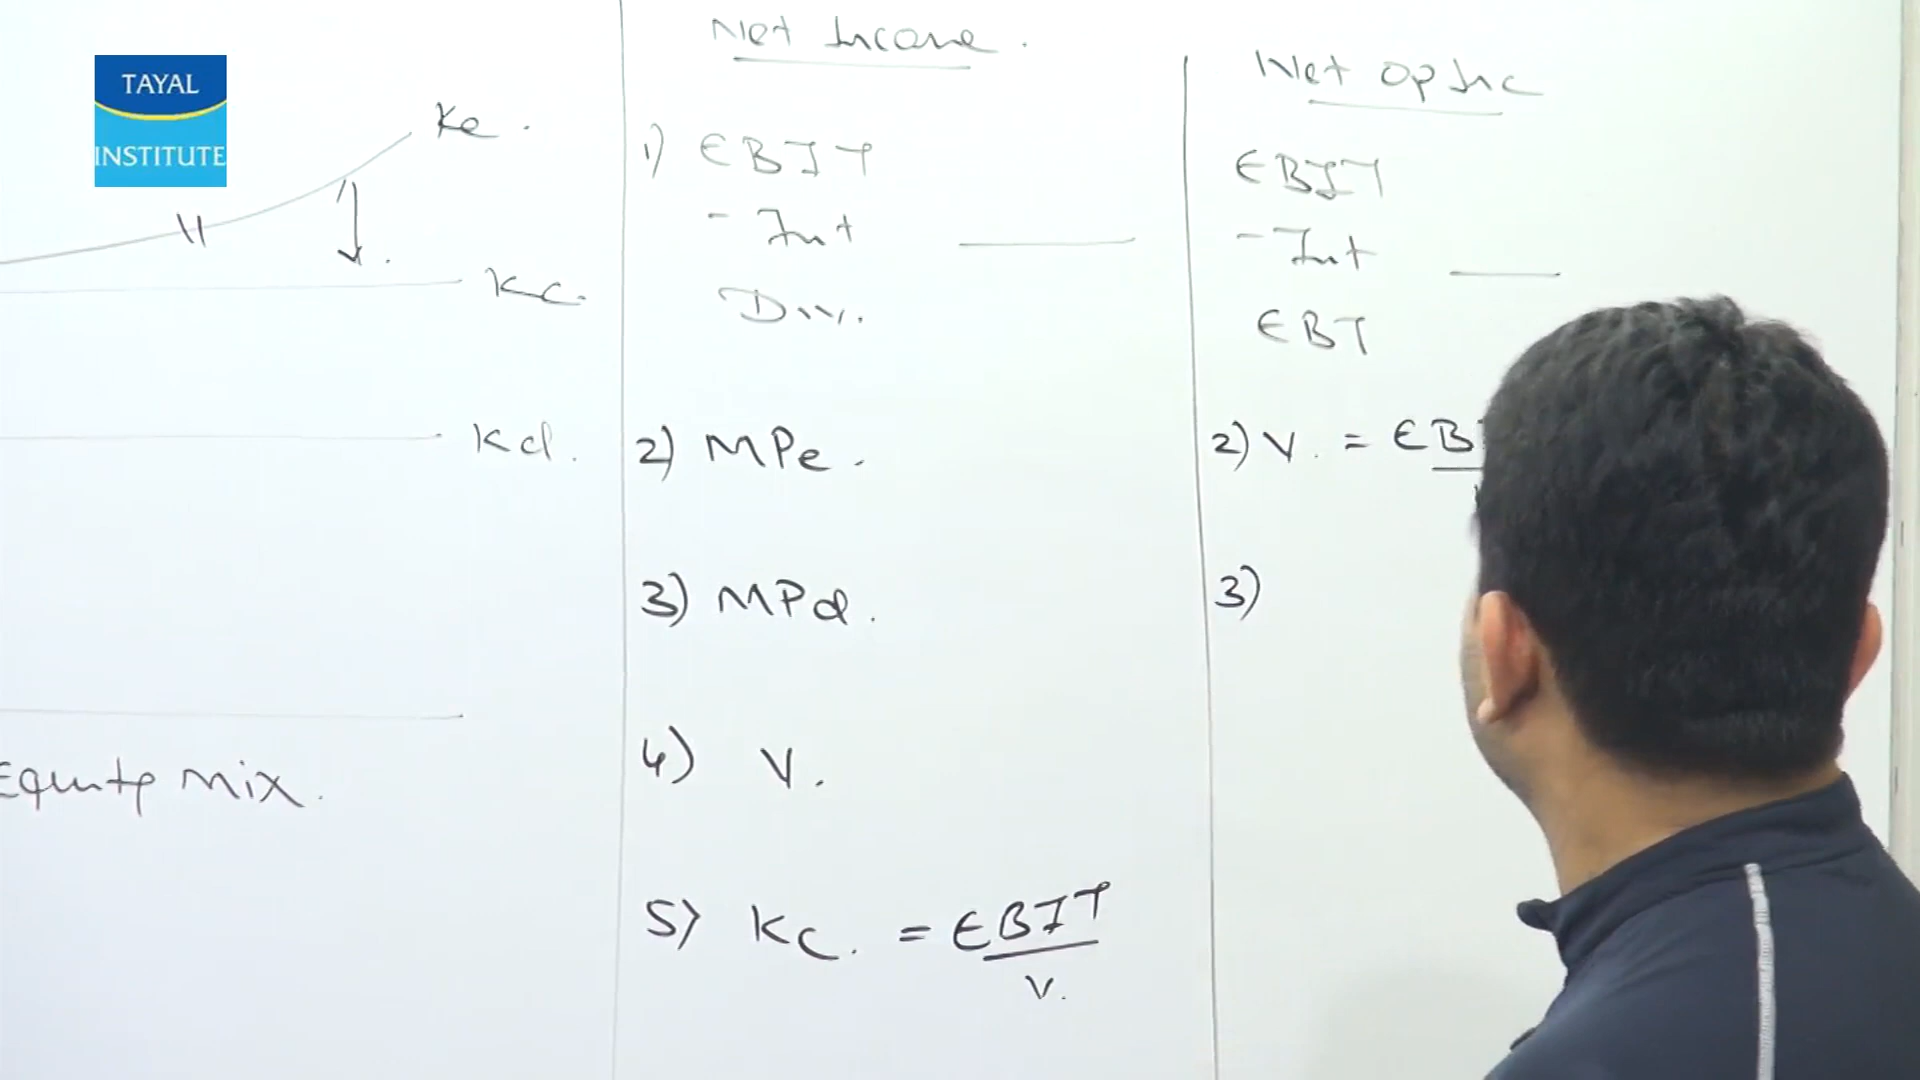 TAYAL
INSTITUTE
Ke.
Kc.
Kd.
Equity Mix.
Net Income.
1) EBIT
- Int
Div.
2) MPe.
3) MPd.
4) V.
5) Kc. = EBIT
V.
Net Op Inc
EBIT
- Int
EBT
2) V. = EB
3)